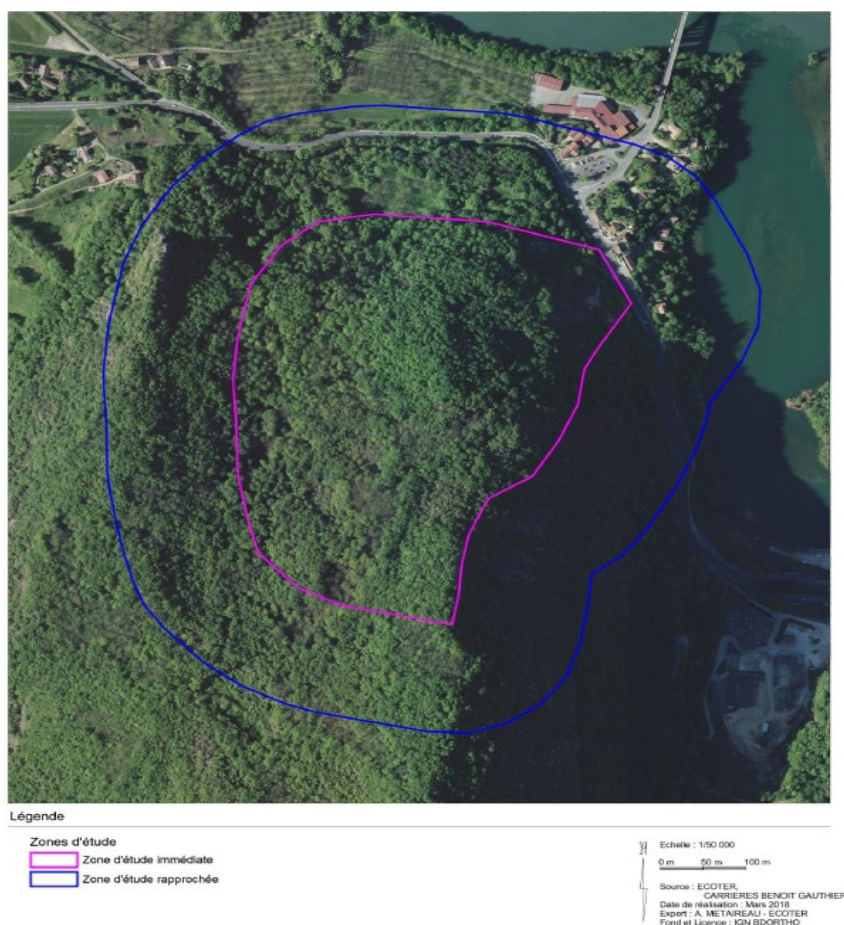 Légende
Zones d'étude
Zone d'étude immédiate
Zone d'étude rapprochée
Echelle : 1/50 000
0 m 50 m 100 m
Source : ECOTER,
CARRIERES BENOIT GAUTHIER
Date de réalisation : Mars 2018
Expert : A. METAIREAU - ECOTER
Fond et Licence : IGN BDORTHO